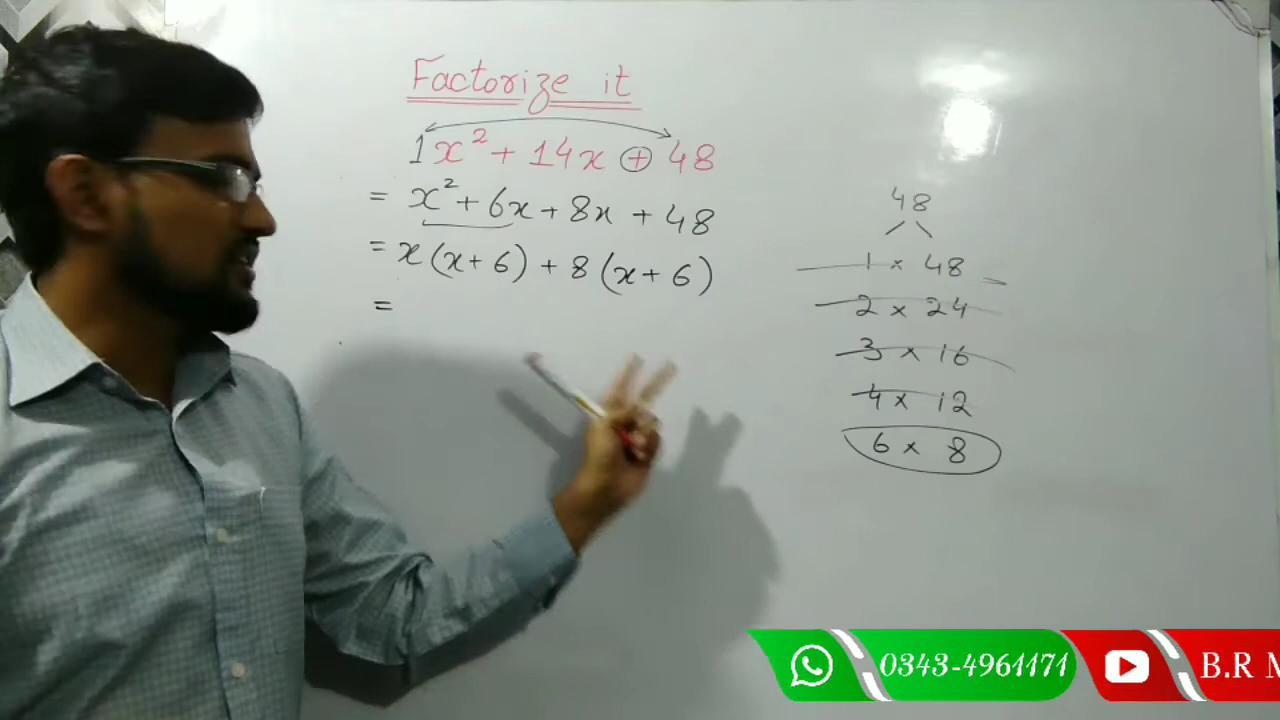 Factorize it
1x² + 14x + 48
= x² + 6x + 8x + 48
= x(x+6) + 8(x+6)
=
48
1 × 48
2 × 24
3 × 16
4 × 12
6 × 8
0343-4961171
B.R